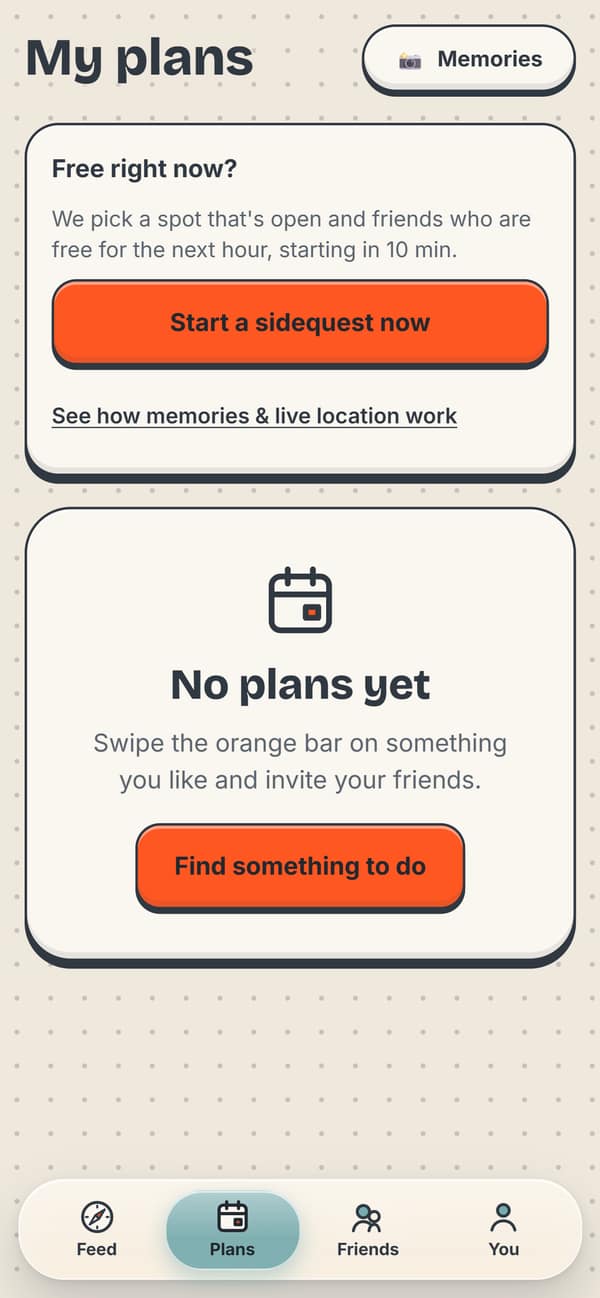 My plans
Memories
Free right now?
We pick a spot that's open and friends who are
free for the next hour, starting in 10 min.
Start a sidequest now
See how memories & live location work
No plans yet
Swipe the orange bar on something
you like and invite your friends.
Find something to do
Feed
Plans
Friends
You